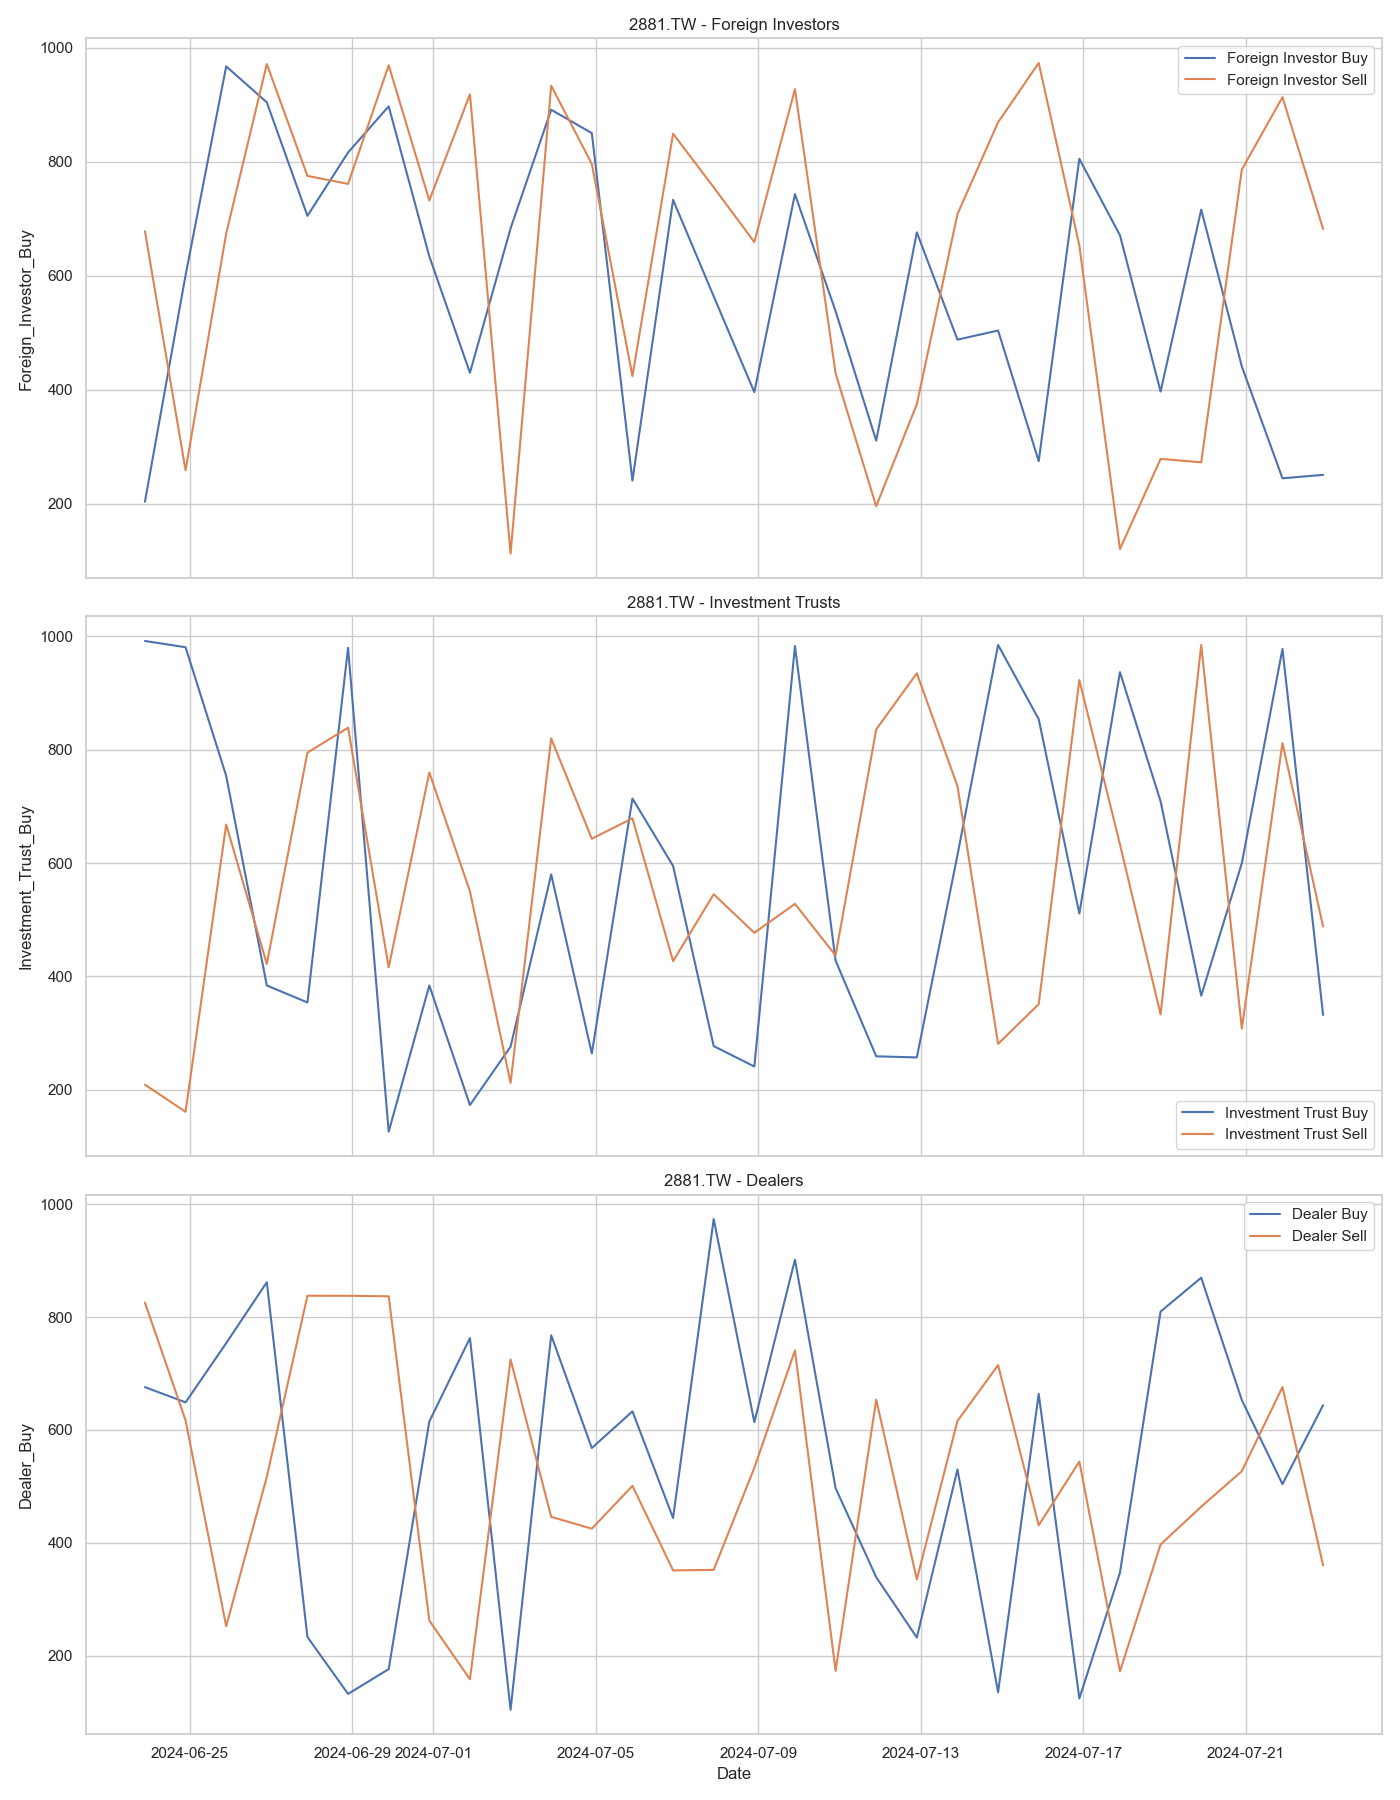 2881.TW - Foreign Investors
Foreign_Investor_Buy
1000
800
600
400
200
Foreign Investor Buy
Foreign Investor Sell
2881.TW - Investment Trusts
Investment_Trust_Buy
1000
800
600
400
200
Investment Trust Buy
Investment Trust Sell
2881.TW - Dealers
Dealer_Buy
1000
800
600
400
200
Dealer Buy
Dealer Sell
2024-06-25 2024-06-29 2024-07-01 2024-07-05 2024-07-09 2024-07-13 2024-07-17 2024-07-21
Date